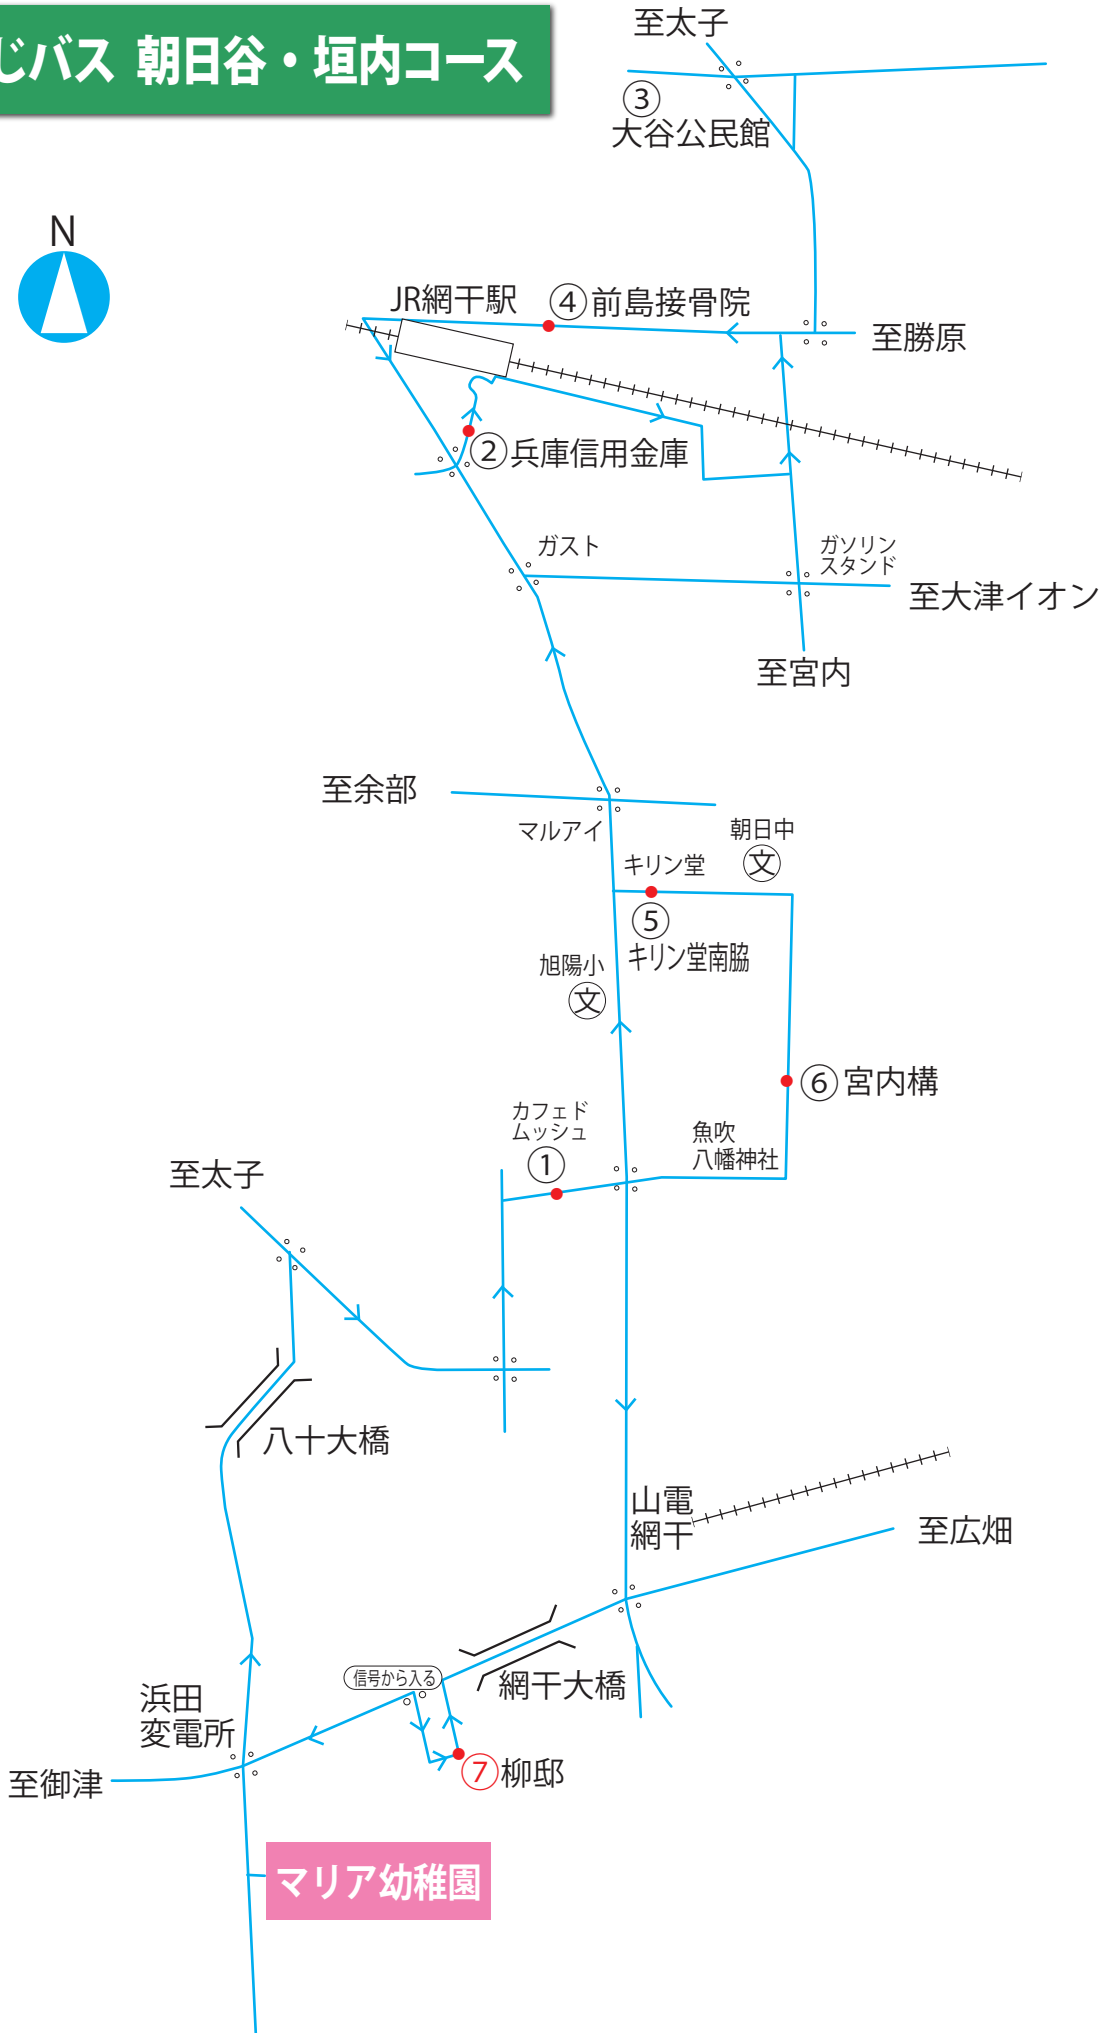 じバス 朝日谷・垣内コース
至太子
③
大谷公民館
N
JR網干駅
④前島接骨院
至勝原
②兵庫信用金庫
ガスト
ガソリン
スタンド
至大津イオン
至宮内
至余部
マルアイ
朝日中
文
キリン堂
⑤
キリン堂南脇
旭陽小
文
⑥宮内構
カフェド
ムッシュ
①
魚吹
八幡神社
至太子
八十大橋
山電
網干
至広畑
信号から入る
網干大橋
浜田
変電所
⑦柳邸
至御津
マリア幼稚園